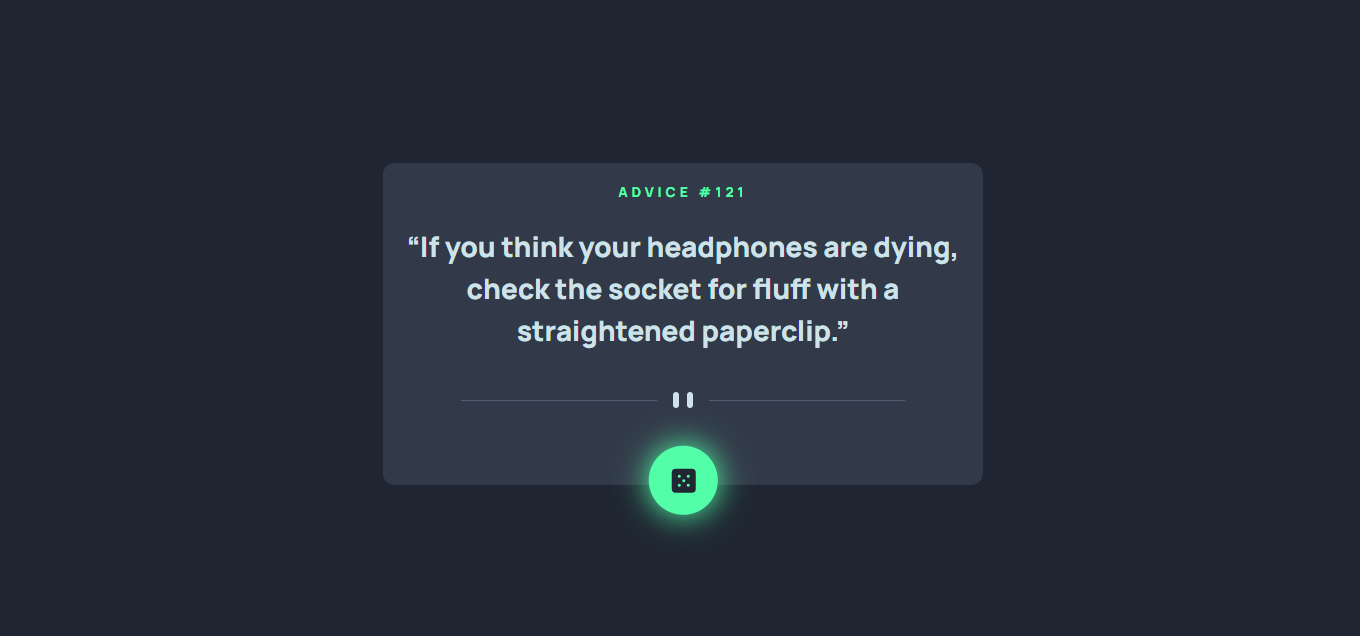 ADVICE #121
“If you think your headphones are dying,
check the socket for fluff with a
straightened paperclip.”